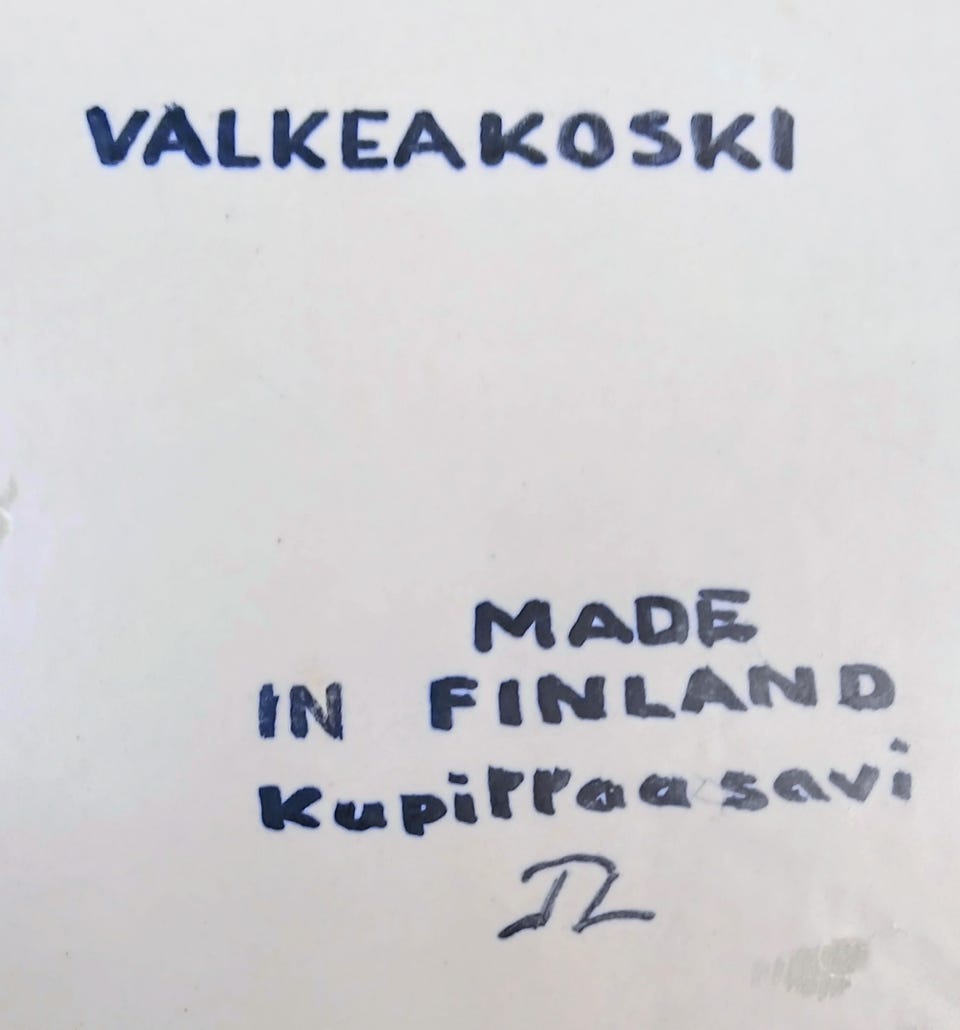 VALKEAKOSKI
MADE
IN FINLAND
Kupittaasavi